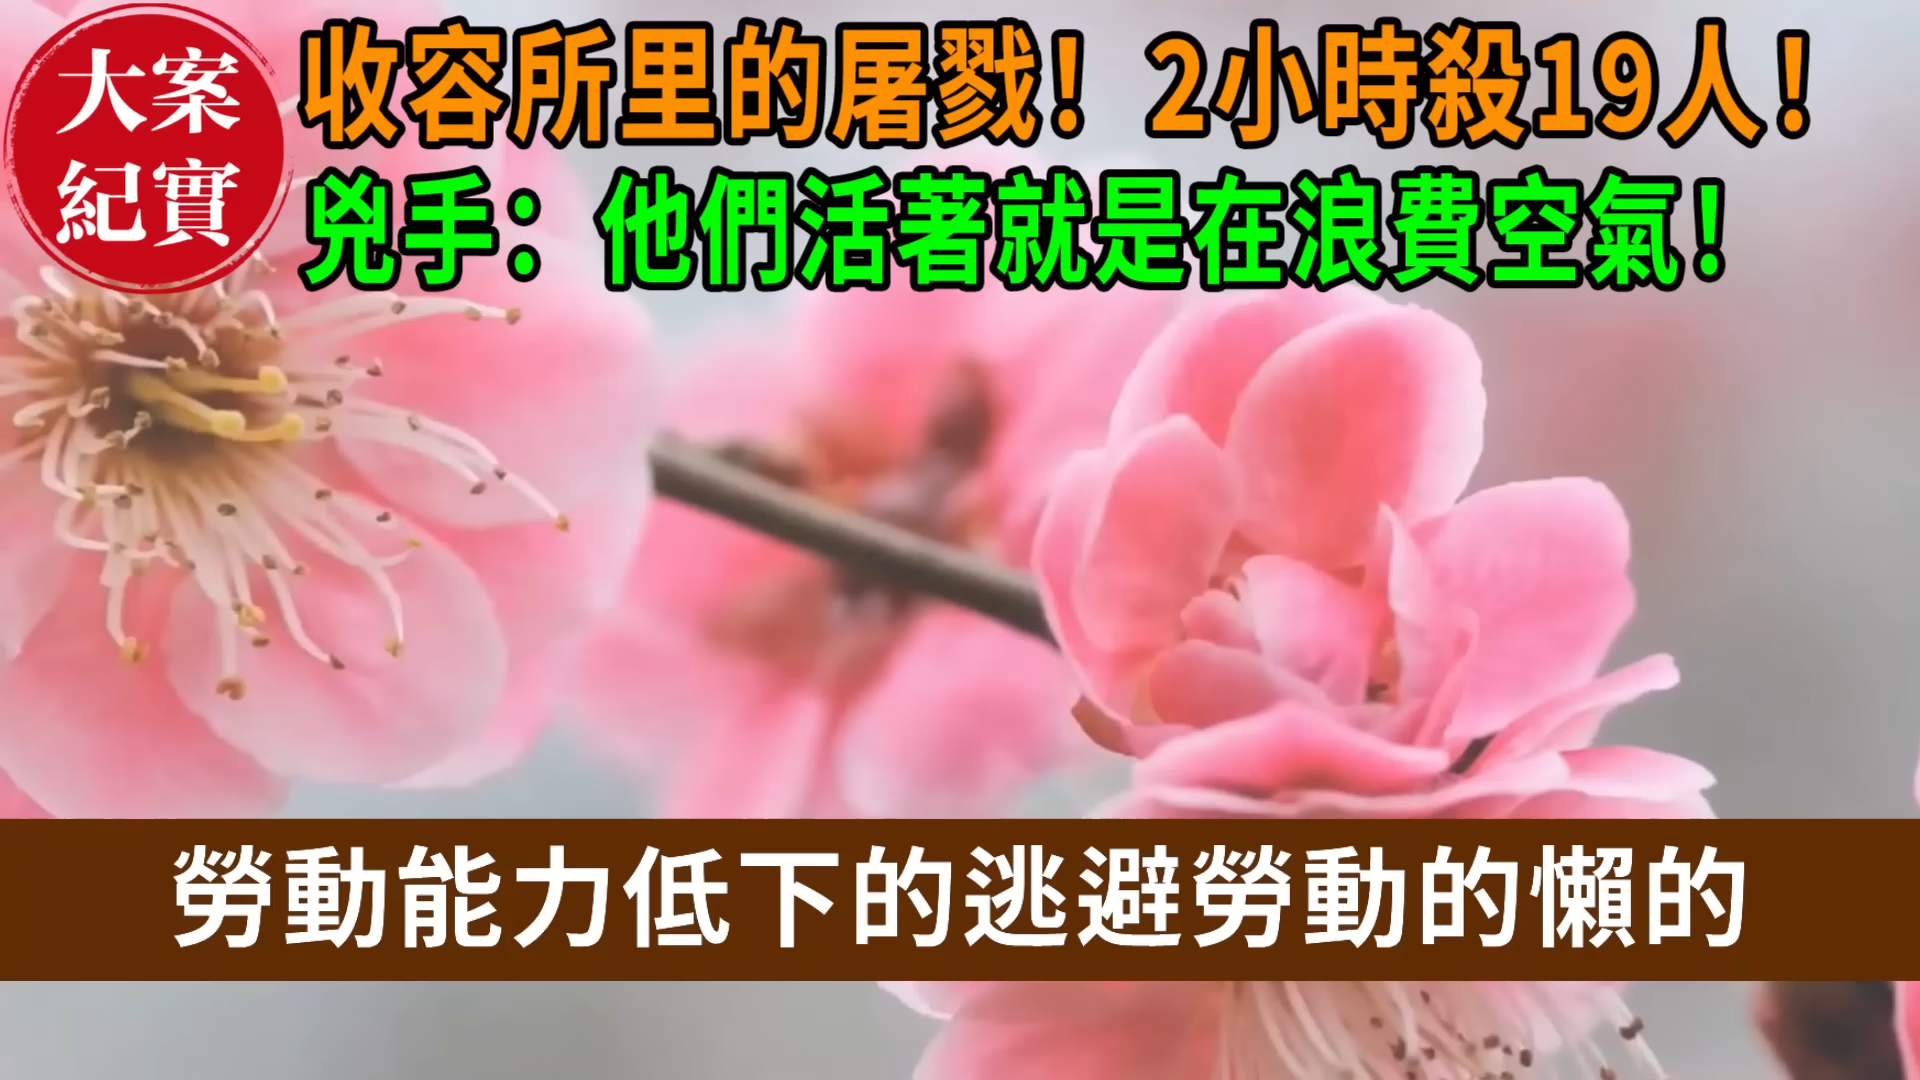 大案
紀實
收容所里的屠戮！2小時殺19人！
兇手：他們活著就是在浪費空氣！
勞動能力低下的逃避勞動的懶的